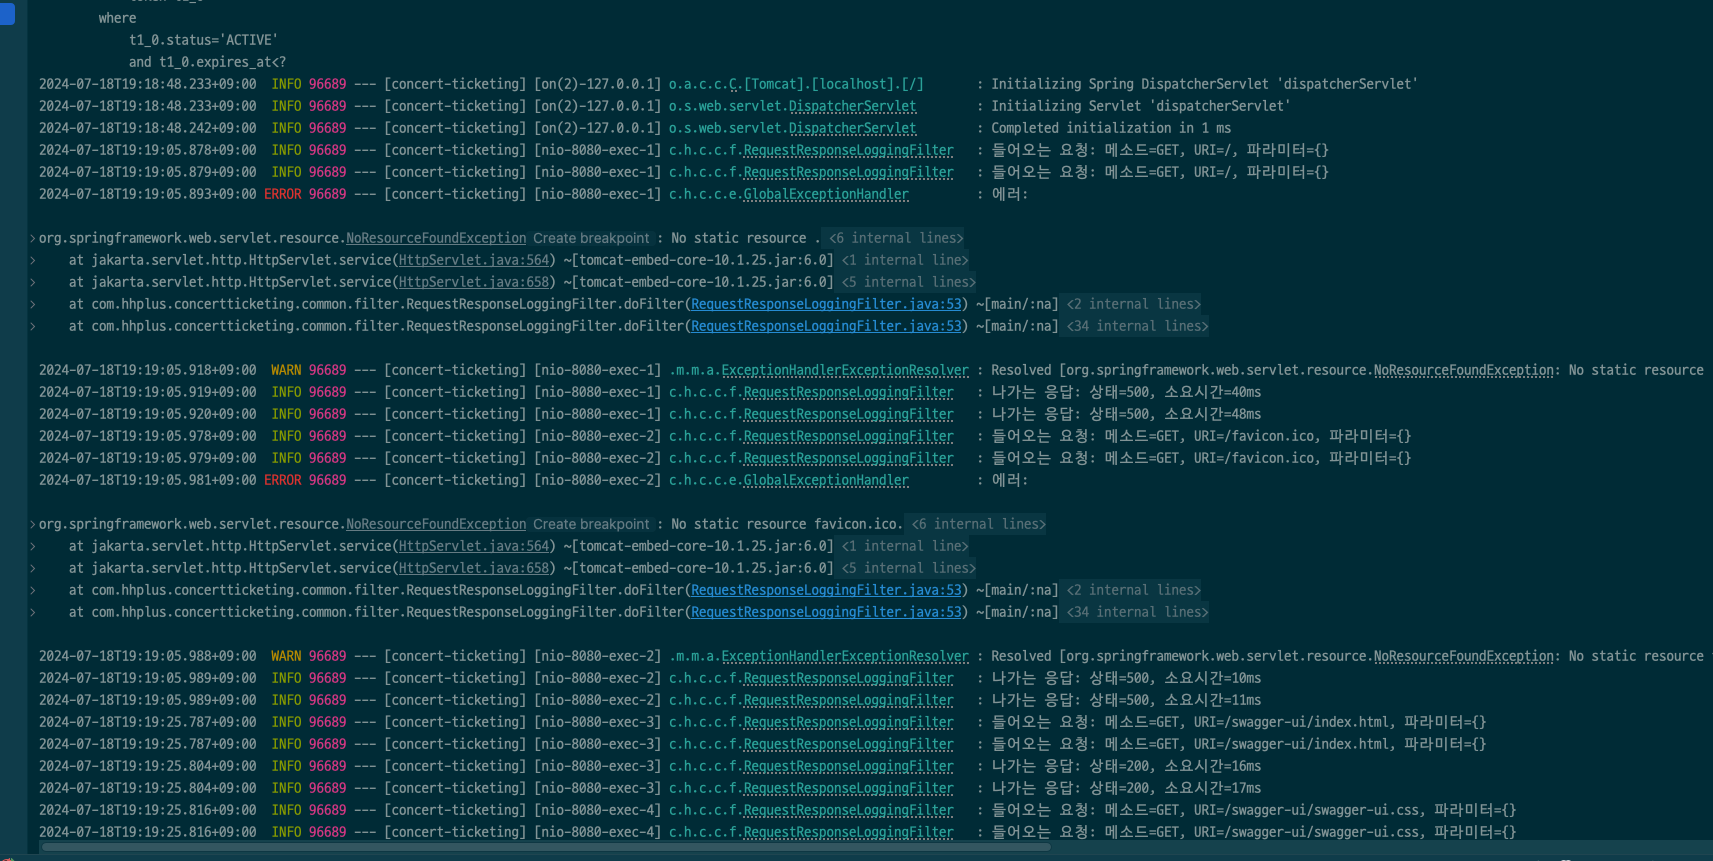 where
t1_0.status='ACTIVE'
and t1_0.expires_at<?
2024-07-18T19:18:48.233+09:00  INFO 96689 --- [concert-ticketing] [on(2)-127.0.0.1] o.a.c.c.C.[Tomcat].[localhost].[/]       : Initializing Spring DispatcherServlet 'dispatcherServlet'
2024-07-18T19:18:48.233+09:00  INFO 96689 --- [concert-ticketing] [on(2)-127.0.0.1] o.s.web.servlet.DispatcherServlet        : Initializing Servlet 'dispatcherServlet'
2024-07-18T19:18:48.242+09:00  INFO 96689 --- [concert-ticketing] [on(2)-127.0.0.1] o.s.web.servlet.DispatcherServlet        : Completed initialization in 1 ms
2024-07-18T19:19:05.878+09:00  INFO 96689 --- [concert-ticketing] [nio-8080-exec-1] c.h.c.c.f.RequestResponseLoggingFilter   : 들어오는 요청: 메소드=GET, URI=/, 파라미터={}
2024-07-18T19:19:05.879+09:00  INFO 96689 --- [concert-ticketing] [nio-8080-exec-1] c.h.c.c.f.RequestResponseLoggingFilter   : 들어오는 요청: 메소드=GET, URI=/, 파라미터={}
2024-07-18T19:19:05.893+09:00 ERROR 96689 --- [concert-ticketing] [nio-8080-exec-1] c.h.c.c.e.GlobalExceptionHandler         : 에러:
org.springframework.web.servlet.resource.NoResourceFoundException Create breakpoint : No static resource . <6 internal lines>
at jakarta.servlet.http.HttpServlet.service(HttpServlet.java:564) ~[tomcat-embed-core-10.1.25.jar:6.0] <1 internal line>
at jakarta.servlet.http.HttpServlet.service(HttpServlet.java:658) ~[tomcat-embed-core-10.1.25.jar:6.0] <5 internal lines>
at com.hhplus.concertticketing.common.filter.RequestResponseLoggingFilter.doFilter(RequestResponseLoggingFilter.java:53) ~[main/:na] <2 internal lines>
at com.hhplus.concertticketing.common.filter.RequestResponseLoggingFilter.doFilter(RequestResponseLoggingFilter.java:53) ~[main/:na] <34 internal lines>
2024-07-18T19:19:05.918+09:00  WARN 96689 --- [concert-ticketing] [nio-8080-exec-1] .m.m.a.ExceptionHandlerExceptionResolver : Resolved [org.springframework.web.servlet.resource.NoResourceFoundException: No static resource
2024-07-18T19:19:05.919+09:00  INFO 96689 --- [concert-ticketing] [nio-8080-exec-1] c.h.c.c.f.RequestResponseLoggingFilter   : 나가는 응답: 상태=500, 소요시간=40ms
2024-07-18T19:19:05.920+09:00  INFO 96689 --- [concert-ticketing] [nio-8080-exec-1] c.h.c.c.f.RequestResponseLoggingFilter   : 나가는 응답: 상태=500, 소요시간=48ms
2024-07-18T19:19:05.978+09:00  INFO 96689 --- [concert-ticketing] [nio-8080-exec-2] c.h.c.c.f.RequestResponseLoggingFilter   : 들어오는 요청: 메소드=GET, URI=/favicon.ico, 파라미터={}
2024-07-18T19:19:05.979+09:00  INFO 96689 --- [concert-ticketing] [nio-8080-exec-2] c.h.c.c.f.RequestResponseLoggingFilter   : 들어오는 요청: 메소드=GET, URI=/favicon.ico, 파라미터={}
2024-07-18T19:19:05.981+09:00 ERROR 96689 --- [concert-ticketing] [nio-8080-exec-2] c.h.c.c.e.GlobalExceptionHandler         : 에러:
org.springframework.web.servlet.resource.NoResourceFoundException Create breakpoint : No static resource favicon.ico. <6 internal lines>
at jakarta.servlet.http.HttpServlet.service(HttpServlet.java:564) ~[tomcat-embed-core-10.1.25.jar:6.0] <1 internal line>
at jakarta.servlet.http.HttpServlet.service(HttpServlet.java:658) ~[tomcat-embed-core-10.1.25.jar:6.0] <5 internal lines>
at com.hhplus.concertticketing.common.filter.RequestResponseLoggingFilter.doFilter(RequestResponseLoggingFilter.java:53) ~[main/:na] <2 internal lines>
at com.hhplus.concertticketing.common.filter.RequestResponseLoggingFilter.doFilter(RequestResponseLoggingFilter.java:53) ~[main/:na] <34 internal lines>
2024-07-18T19:19:05.988+09:00  WARN 96689 --- [concert-ticketing] [nio-8080-exec-2] .m.m.a.ExceptionHandlerExceptionResolver : Resolved [org.springframework.web.servlet.resource.NoResourceFoundException: No static resource
2024-07-18T19:19:05.989+09:00  INFO 96689 --- [concert-ticketing] [nio-8080-exec-2] c.h.c.c.f.RequestResponseLoggingFilter   : 나가는 응답: 상태=500, 소요시간=10ms
2024-07-18T19:19:05.989+09:00  INFO 96689 --- [concert-ticketing] [nio-8080-exec-2] c.h.c.c.f.RequestResponseLoggingFilter   : 나가는 응답: 상태=500, 소요시간=11ms
2024-07-18T19:19:25.787+09:00  INFO 96689 --- [concert-ticketing] [nio-8080-exec-3] c.h.c.c.f.RequestResponseLoggingFilter   : 들어오는 요청: 메소드=GET, URI=/swagger-ui/index.html, 파라미터={}
2024-07-18T19:19:25.787+09:00  INFO 96689 --- [concert-ticketing] [nio-8080-exec-3] c.h.c.c.f.RequestResponseLoggingFilter   : 들어오는 요청: 메소드=GET, URI=/swagger-ui/index.html, 파라미터={}
2024-07-18T19:19:25.804+09:00  INFO 96689 --- [concert-ticketing] [nio-8080-exec-3] c.h.c.c.f.RequestResponseLoggingFilter   : 나가는 응답: 상태=200, 소요시간=16ms
2024-07-18T19:19:25.804+09:00  INFO 96689 --- [concert-ticketing] [nio-8080-exec-3] c.h.c.c.f.RequestResponseLoggingFilter   : 나가는 응답: 상태=200, 소요시간=17ms
2024-07-18T19:19:25.816+09:00  INFO 96689 --- [concert-ticketing] [nio-8080-exec-4] c.h.c.c.f.RequestResponseLoggingFilter   : 들어오는 요청: 메소드=GET, URI=/swagger-ui/swagger-ui.css, 파라미터={}
2024-07-18T19:19:25.816+09:00  INFO 96689 --- [concert-ticketing] [nio-8080-exec-4] c.h.c.c.f.RequestResponseLoggingFilter   : 들어오는 요청: 메소드=GET, URI=/swagger-ui/swagger-ui.css, 파라미터={}